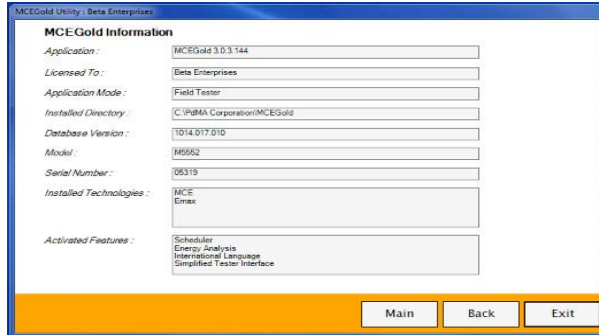 MCEGold Utility : Beta Enterprises
MCEGold Information
Application : MCEGold 3.0.3.144
Licensed To : Beta Enterprises
Application Mode : Field Tester
Installed Directory : C:\PdMA Corporation\MCEGold
Database Version : 1014.017.010
Model : M5552
Serial Number : 05319
Installed Technologies : MCE
Emax
Activated Features : Scheduler
Energy Analysis
International Language
Simplified Tester Interface
Main Back Exit